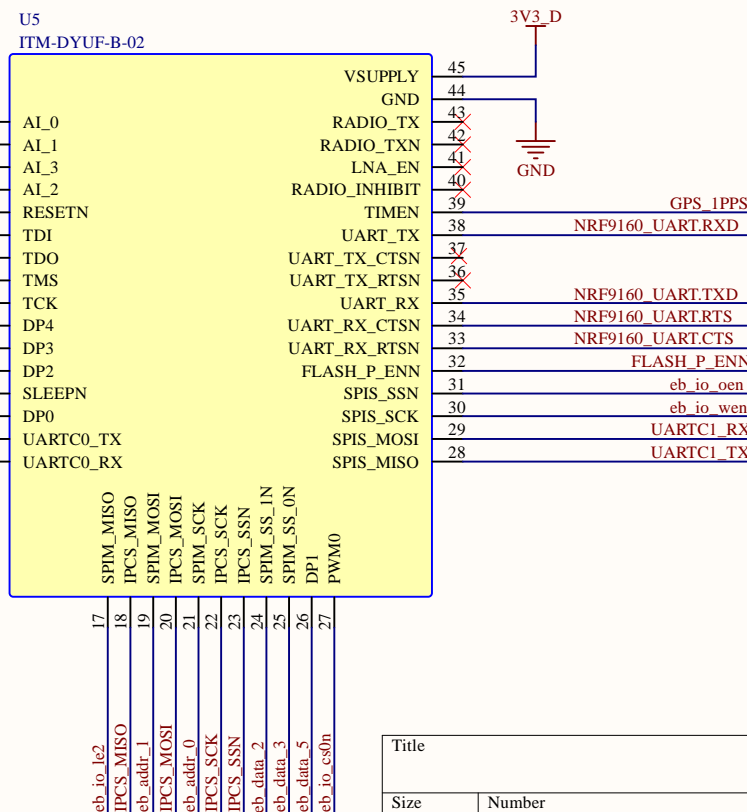 U5
ITM-DYUF-B-02
3V3_D
VSUPPLY 45
GND 44
AI_0 RADIO_TX 43
AI_1 RADIO_TXN 42
AI_3 LNA_EN 41
AI_2 RADIO_INHIBIT 40
GND
RESETN TIMEN 39 GPS_1PPS
TDI UART_TX 38 NRF9160_UART.RXD
TDO UART_TX_CTSN 37
TMS UART_TX_RTSN 36
TCK UART_RX 35 NRF9160_UART.TXD
DP4 UART_RX_CTSN 34 NRF9160_UART.RTS
DP3 UART_RX_RTSN 33 NRF9160_UART.CTS
DP2 FLASH_P_ENN 32 FLASH_P_ENN
SLEEPN SPIS_SSN 31 eb_io_oen
DP0 SPIS_SCK 30 eb_io_wen
UARTC0_TX SPIS_MOSI 29 UARTC1_RX
UARTC0_RX SPIS_MISO 28 UARTC1_TX
SPIM_MISO 17 eb_io_le2
IPCS_MISO 18 IPCS_MISO
SPIM_MOSI 19 eb_addr_1
IPCS_MOSI 20 IPCS_MOSI
SPIM_SCK 21 eb_addr_0
IPCS_SCK 22 IPCS_SCK
IPCS_SSN 23 IPCS_SSN
SPIM_SS_1N 24 eb_data_2
SPIM_SS_0N 25 eb_data_3
DP1 26 eb_data_5
PWM0 27 eb_io_cs0n
Title
Size Number